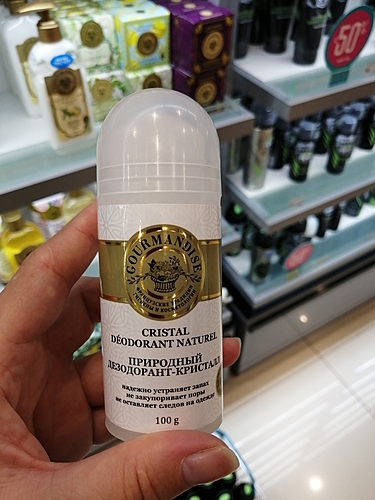 -50%
GOURMANDISE
CRISTAL
DÉODORANT NATUREL
ПРИРОДНЫЙ
ДЕЗОДОРАНТ-КРИСТАЛЛ
надежно устраняет запах
не закупоривает поры
не оставляет следов на одежде
100 g